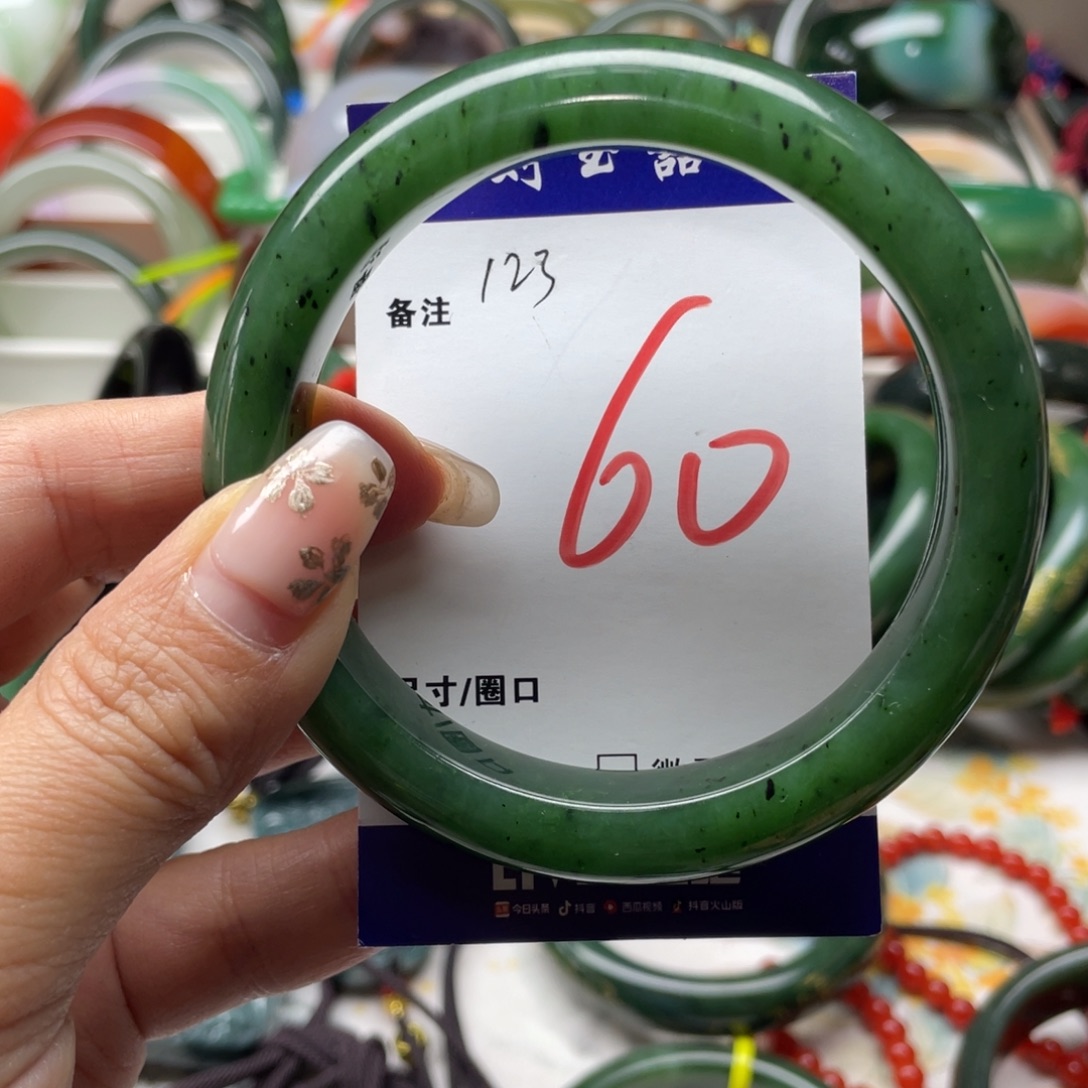 123
备注
60
寸/圈口
今日头条 抖音 西瓜视频 抖音火山版